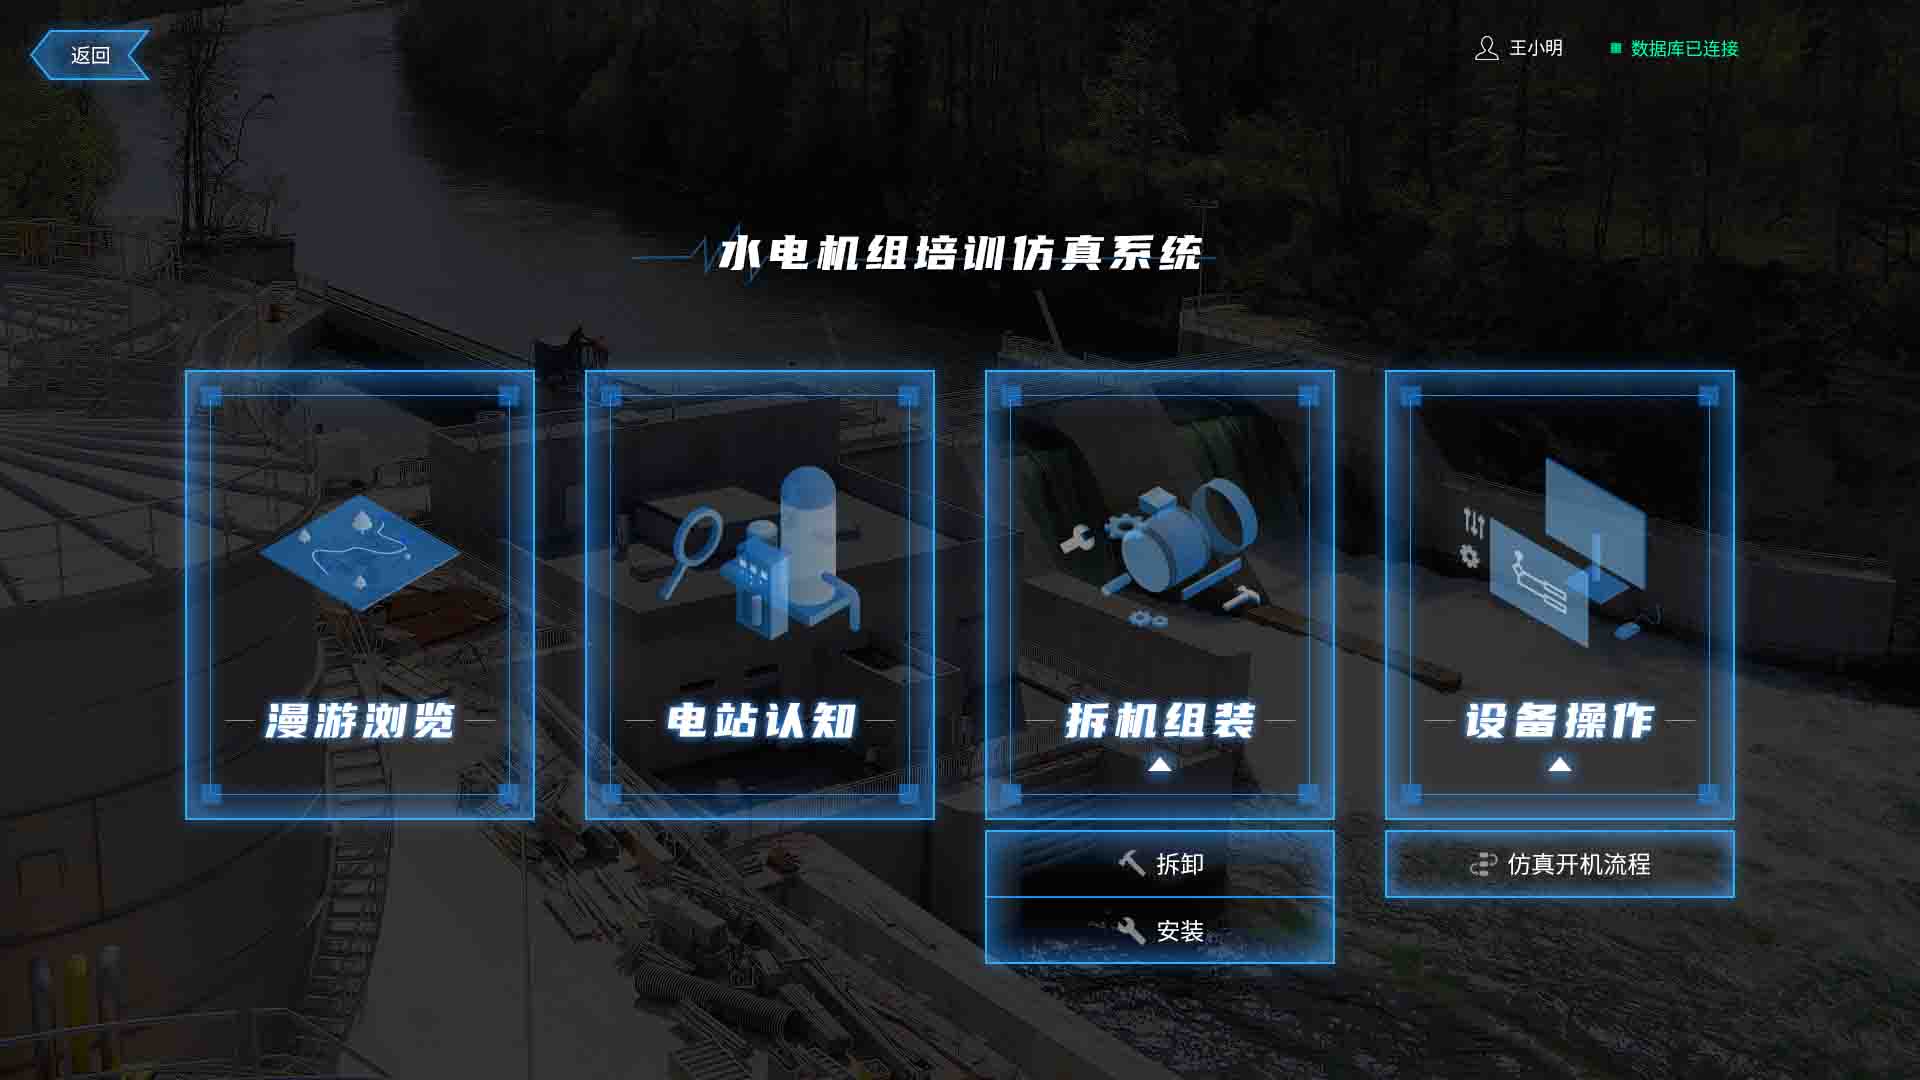 返回
王小明
数据库已连接
水电机组培训仿真系统
漫游浏览
电站认知
拆机组装
设备操作
拆卸
仿真开机流程
安装